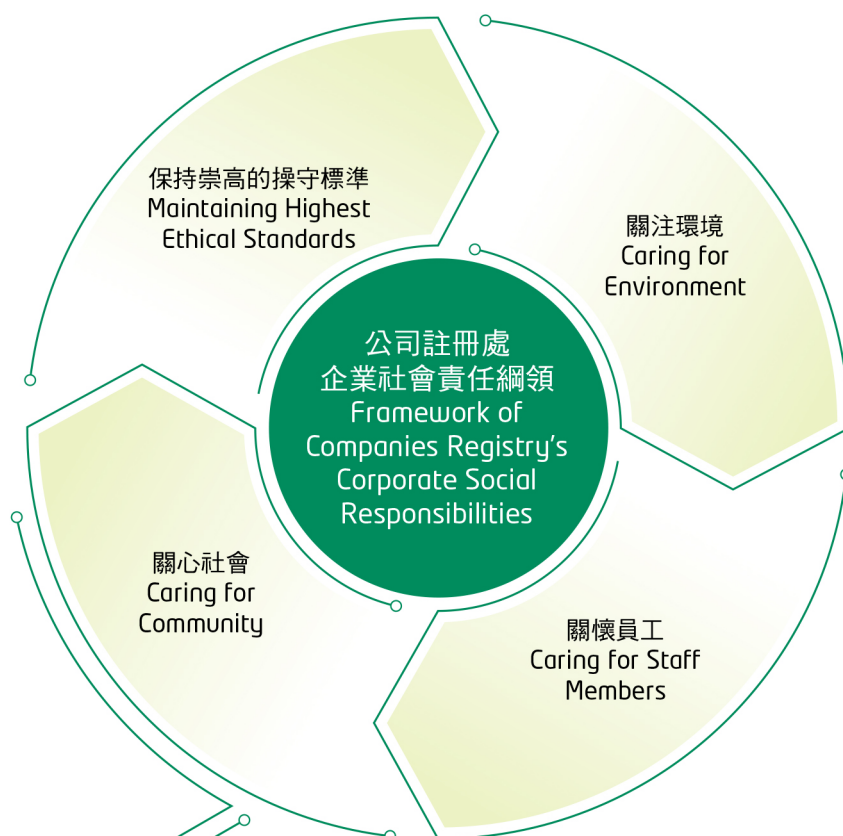 保持崇高的操守標準
Maintaining Highest
Ethical Standards
關注環境
Caring for
Environment
公司註冊處
企業社會責任綱領
Framework of
Companies Registry's
Corporate Social
Responsibilities
關心社會
Caring for
Community
關懷員工
Caring for Staff
Members